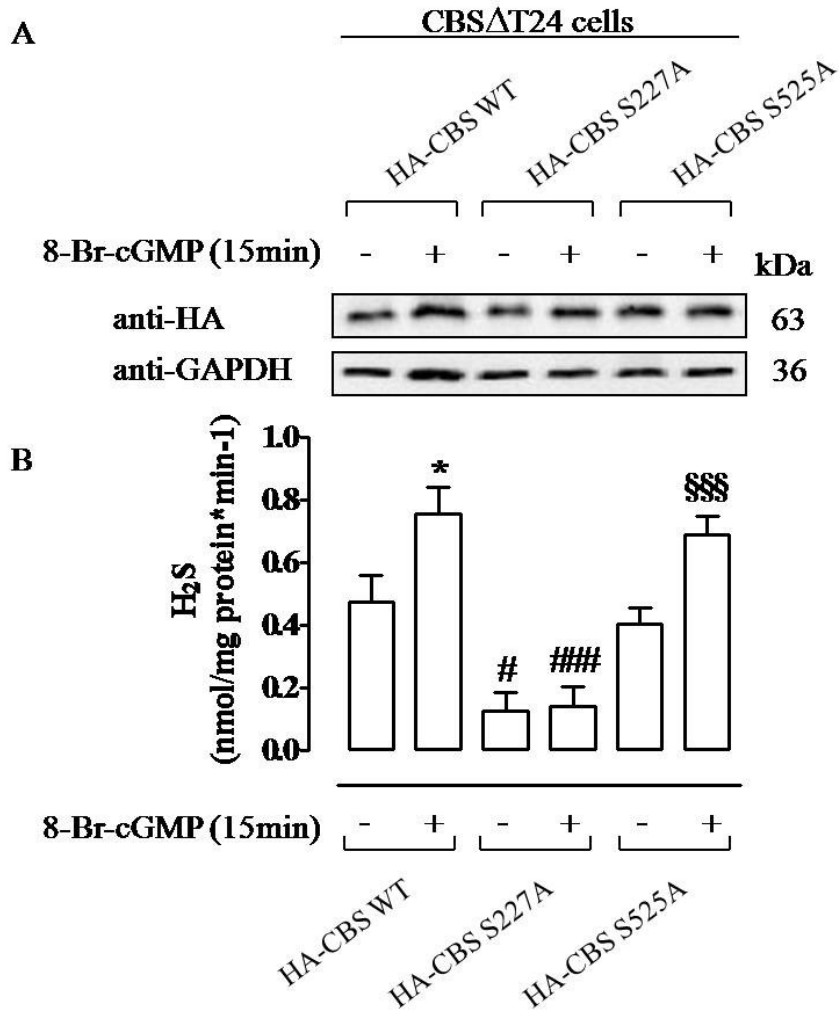 A
CBSΔT24 cells
HA-CBS WT
HA-CBS S227A
HA-CBS S525A
8-Br-cGMP (15min) - + - + - + kDa
anti-HA 63
anti-GAPDH 36
B
H₂S
(nmol/mg protein*min-1)
1.0
0.8
0.6
0.4
0.2
0.0
*
#
###
§§§
8-Br-cGMP (15min) - + - + - +
HA-CBS WT
HA-CBS S227A
HA-CBS S525A